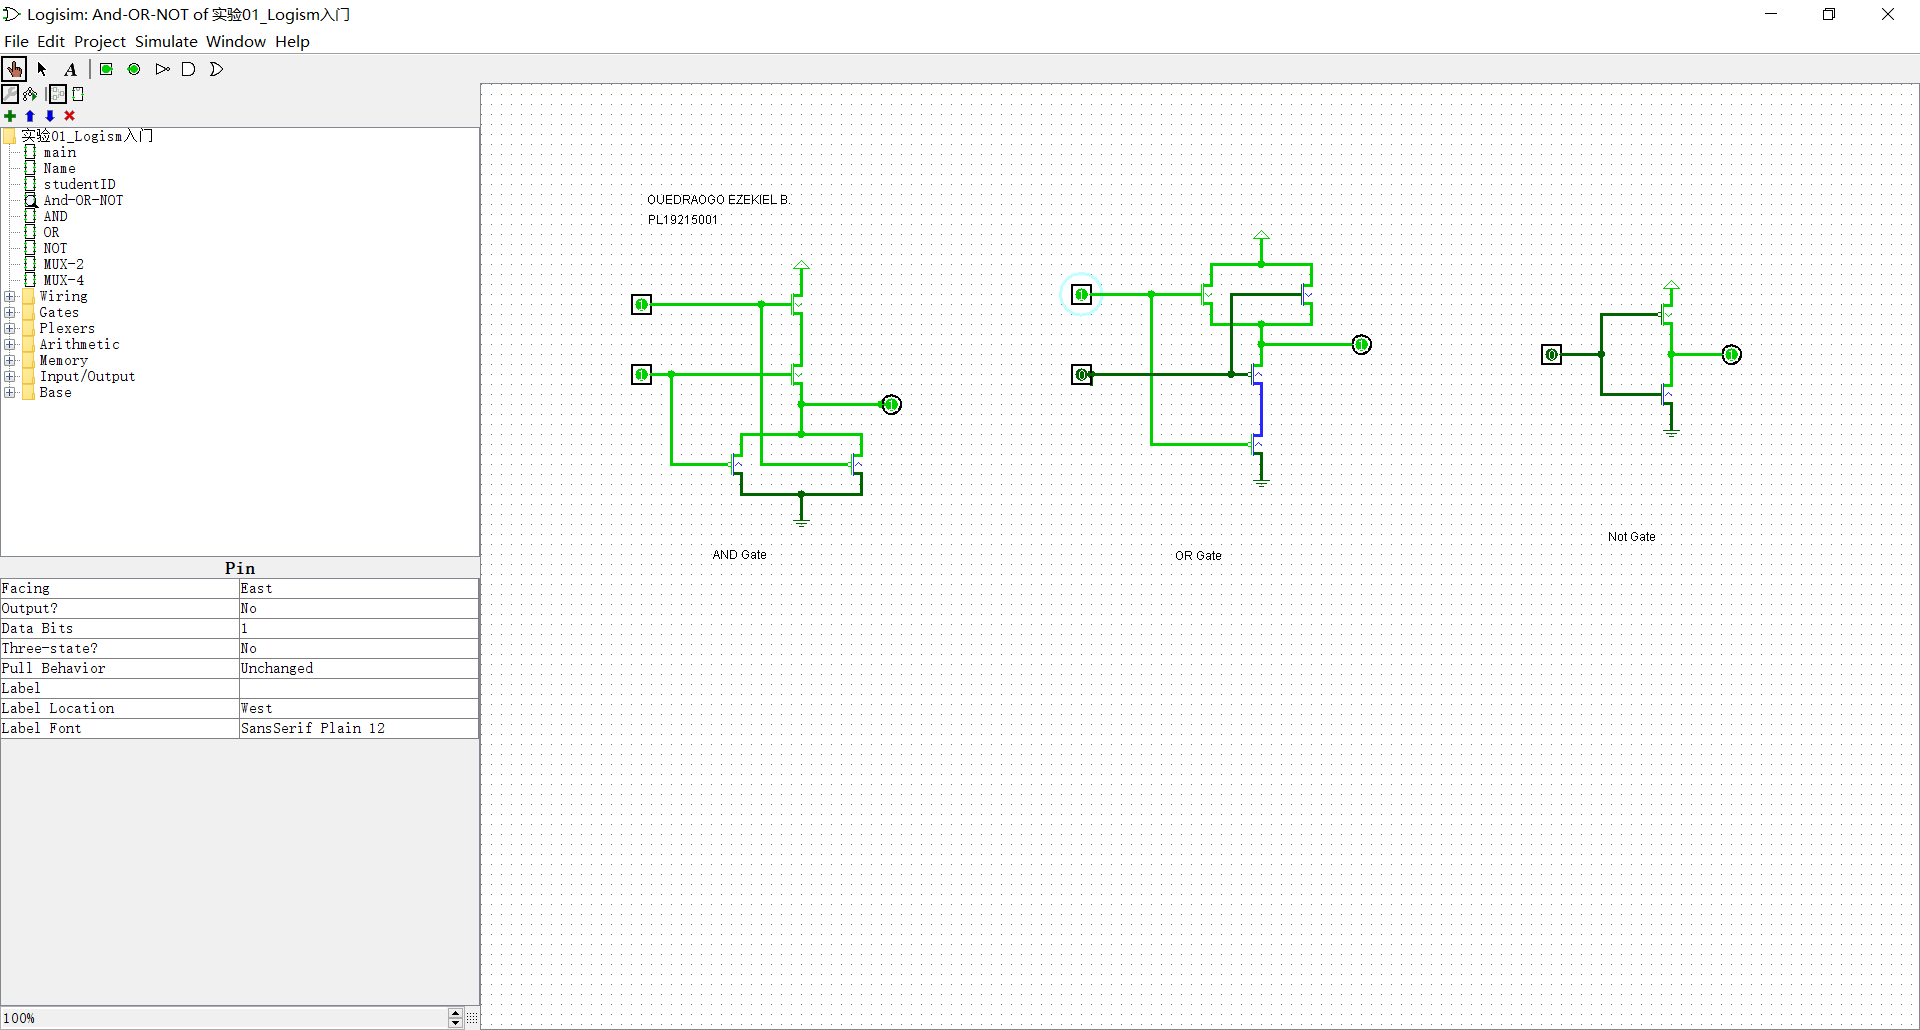 Logisim: And-OR-NOT of 实验01_Logism入门
File Edit Project Simulate Window Help
A
实验01_Logism入门
main
Name
studentID
And-OR-NOT
AND
OR
NOT
MUX-2
MUX-4
Wiring
Gates
Plexers
Arithmetic
Memory
Input/Output
Base
Pin
Facing East
Output? No
Data Bits 1
Three-state? No
Pull Behavior Unchanged
Label
Label Location West
Label Font SansSerif Plain 12
100%
OUEDRAOGO EZEKIEL B.
PL19215001
1
1
1
AND Gate
1
0
1
OR Gate
0
1
Not Gate